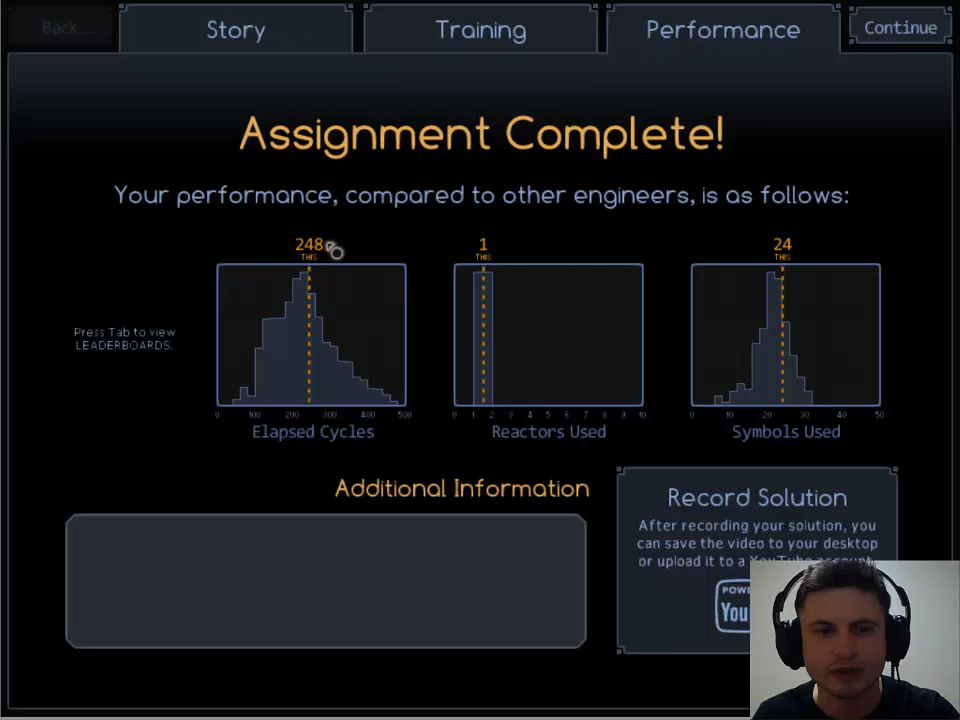 Back...
Story
Training
Performance
Continue
Assignment Complete!
Your performance, compared to other engineers, is as follows:
248
THIS
1
THIS
24
THIS
Press Tab to view
LEADERBOARDS.
0 100 200 300 400 500
0 1 2 3 4 5 6 7 8 9 10
0 10 20 30 40 50
Elapsed Cycles
Reactors Used
Symbols Used
Additional Information
Record Solution
After recording your solution, you
can save the video to your desktop
or upload it to a YouTube account.
You